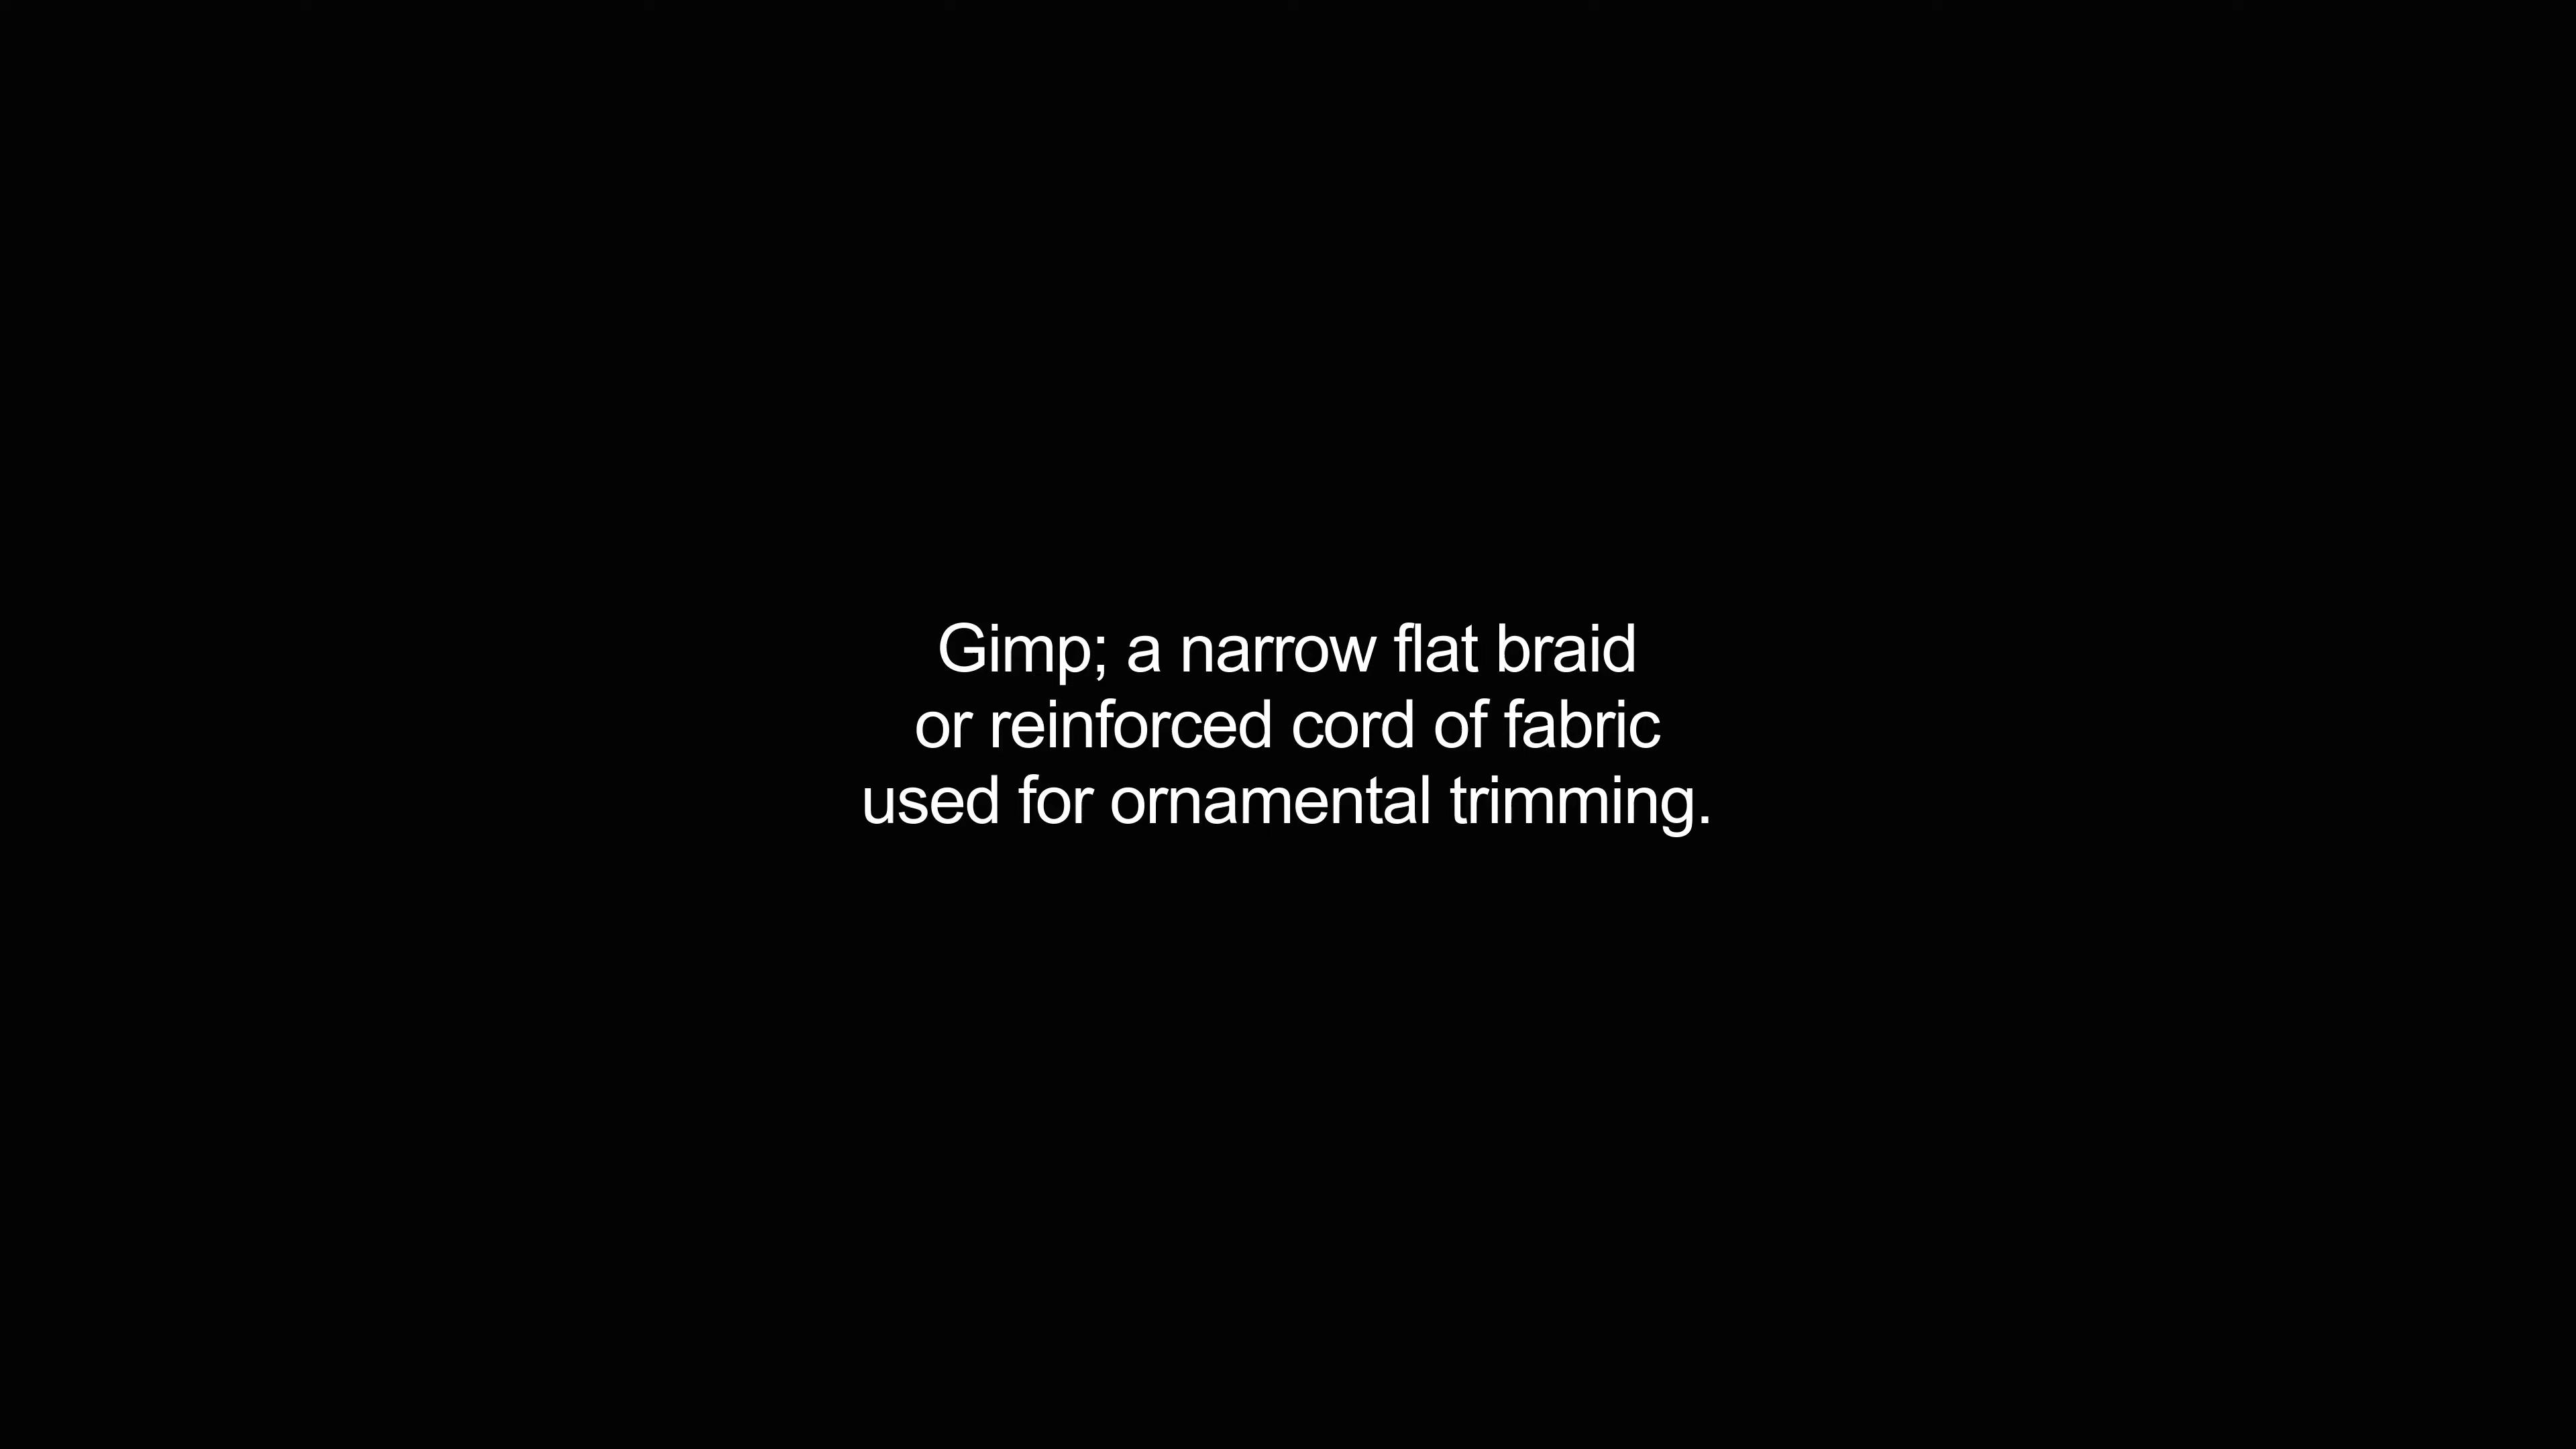 Gimp; a narrow flat braid
or reinforced cord of fabric
used for ornamental trimming.